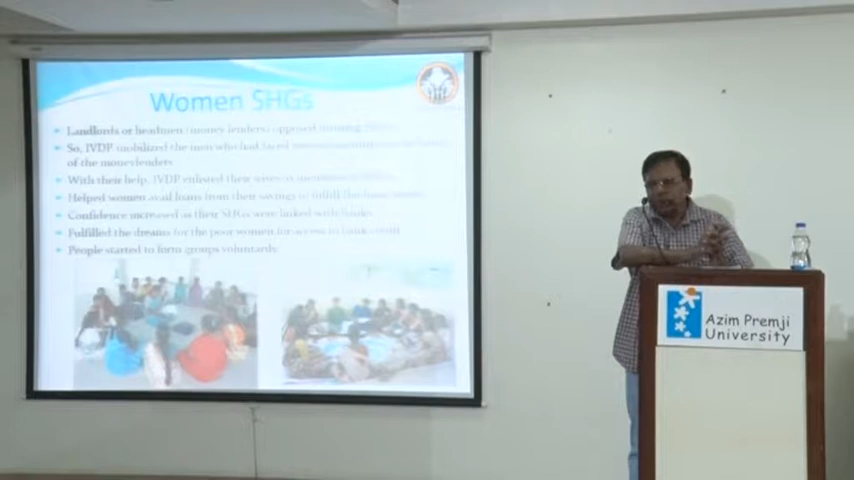 Women SHGs
Landlords or headmen (money lenders) opposed forming
So, IVDP mobilized the men who had faced
of the moneylenders
With their help, IVDP enlisted their wives
Helped women avail loans from their savings to fulfill
Confidence increased as their SHGs were linked with banks
Fulfilled the dreams for the poor women for access to bank credit
People started to form groups voluntarily.
Azim Premji
University